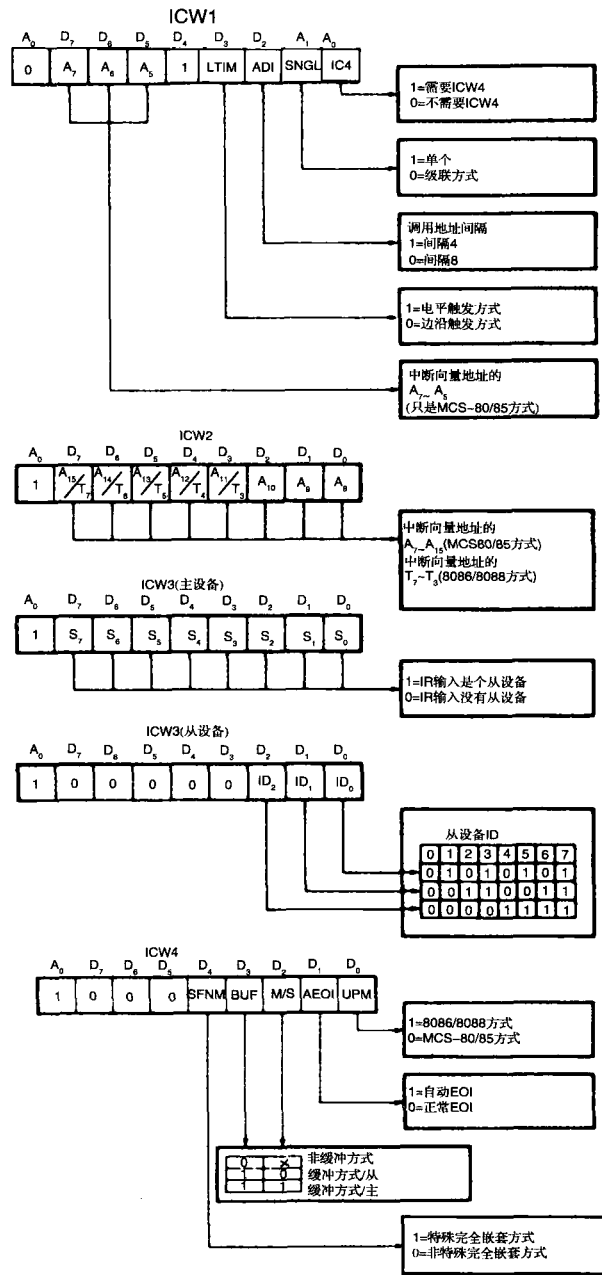 ICW1
A₀ D₇ D₆ D₅ D₄ D₃ D₂ A₁ A₀
0 A₇ A₆ A₅ 1 LTIM ADI SNGL IC4
1=需要ICW4
0=不需要ICW4
1=单个
0=级联方式
调用地址间隔
1=间隔4
0=间隔8
1=电平触发方式
0=边沿触发方式
中断向量地址的
A₇~A₅
(只是MCS-80/85方式)
ICW2
A₀ D₇ D₆ D₅ D₄ D₃ D₂ D₁ D₀
1 A₁₅/T₇ A₁₄/T₆ A₁₃/T₅ A₁₂/T₄ A₁₁/T₃ A₁₀ A₉ A₈
中断向量地址的
A₇~A₁₅(MCS80/85方式)
中断向量地址的
T₇~T₃(8086/8088方式)
ICW3(主设备)
A₀ D₇ D₆ D₅ D₄ D₃ D₂ D₁ D₀
1 S₇ S₆ S₅ S₄ S₃ S₂ S₁ S₀
1=IR输入是个从设备
0=IR输入没有从设备
ICW3(从设备)
A₀ D₇ D₆ D₅ D₄ D₃ D₂ D₁ D₀
1 0 0 0 0 0 ID₂ ID₁ ID₀
从设备ID
0 1 2 3 4 5 6 7
0 1 0 1 0 1 0 1
0 0 1 1 0 0 1 1
0 0 0 0 1 1 1 1
ICW4
A₀ D₇ D₆ D₅ D₄ D₃ D₂ D₁ D₀
1 0 0 0 SFNM BUF M/S AEOI UPM
1=8086/8088方式
0=MCS-80/85方式
1=自动EOI
0=正常EOI
0 × 非缓冲方式
1 0 缓冲方式/从
1 1 缓冲方式/主
1=特殊完全嵌套方式
0=非特殊完全嵌套方式